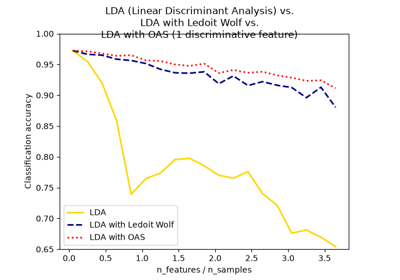 LDA (Linear Discriminant Analysis) vs.
LDA with Ledoit Wolf vs.
LDA with OAS (1 discriminative feature)
1.00
0.95
0.90
0.85
0.80
0.75
0.70
0.65
Classification accuracy
LDA
LDA with Ledoit Wolf
LDA with OAS
0.0 0.5 1.0 1.5 2.0 2.5 3.0 3.5
n_features / n_samples